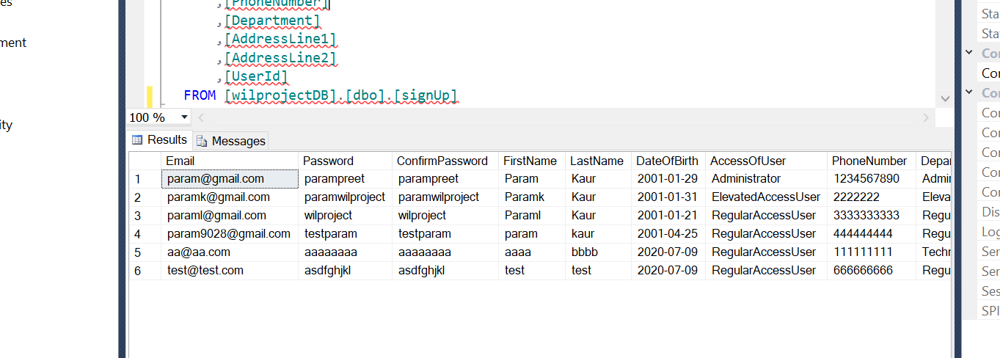 es
,[PhoneNumber]
,[Department]
ment
,[AddressLine1]
,[AddressLine2]
,[UserId]
FROM [wilprojectDB].[dbo].[signUp]
100 %
ity
Results Messages
Email Password ConfirmPassword FirstName LastName DateOfBirth AccessOfUser PhoneNumber Depar
1 param@gmail.com parampreet parampreet Param Kaur 2001-01-29 Administrator 1234567890 Admir
2 paramk@gmail.com paramwilproject paramwilproject Paramk Kaur 2001-01-31 ElevatedAccessUser 2222222 Eleva
3 paraml@gmail.com wilproject wilproject Paraml Kaur 2001-01-21 RegularAccessUser 3333333333 Regu
4 param9028@gmail.com testparam testparam param kaur 2001-04-25 RegularAccessUser 444444444 Regu
5 aa@aa.com aaaaaaaa aaaaaaaa aaaa bbbb 2020-07-09 RegularAccessUser 111111111 Techr
6 test@test.com asdfghjkl asdfghjkl test test 2020-07-09 RegularAccessUser 666666666 Regu
Sta
Sta
Cor
Cor
Cor
Cor
Cor
Cor
Cor
Cor
Dis
Log
Ser
Ser
Ses
SPI